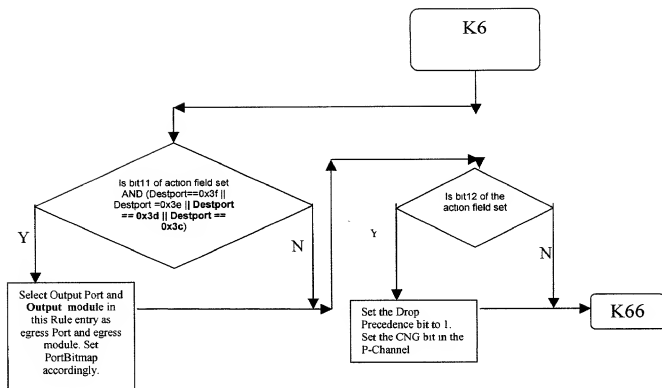 K6
Is bit11 of action field set
AND (Destport==0x3f ||
Destport =0x3e || Destport
== 0x3d || Destport ==
0x3c)
Y
N
Select Output Port and
Output module in
this Rule entry as
egress Port and egress
module. Set
PortBitmap
accordingly.
Is bit12 of the
action field set
Y
N
Set the Drop
Precedence bit to 1.
Set the CNG bit in the
P-Channel
K66